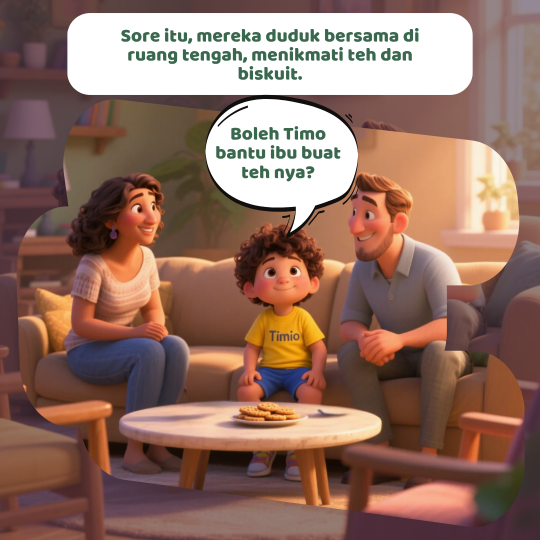 Sore itu, mereka duduk bersama di
ruang tengah, menikmati teh dan
biskuit.
Boleh Timo
bantu ibu buat
teh nya?
Timio